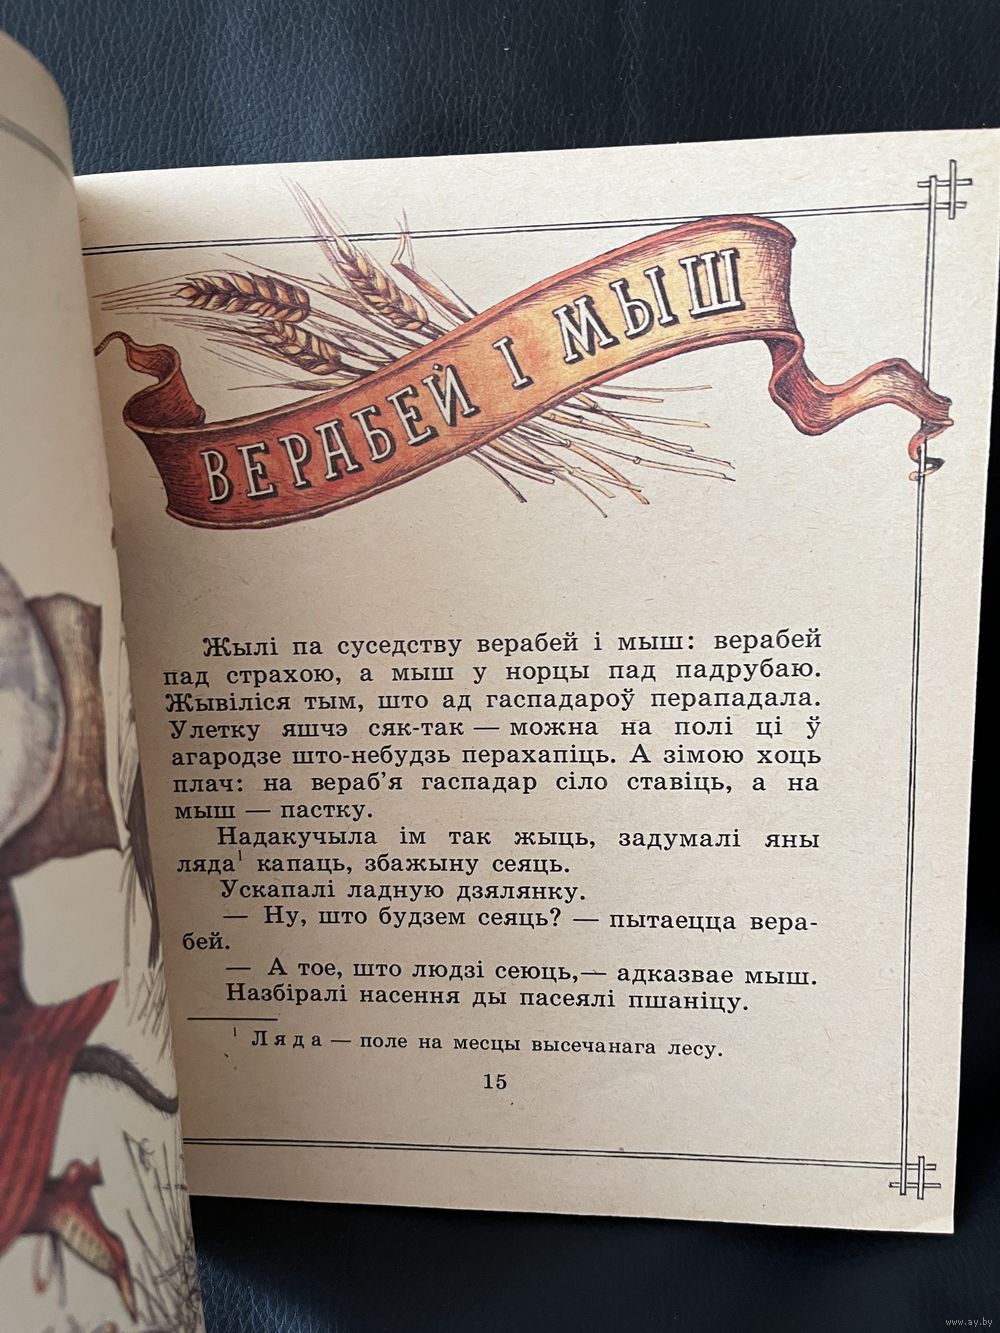 ВЕРАБЕЙ І МЫШ
Жылі па суседству верабей і мыш: верабей
пад страхою, а мыш у норцы пад падрубаю.
Жывіліся тым, што ад гаспадароў перападала.
Улетку яшчэ сяк-так — можна на полі ці ў
агародзе што-небудзь перахапіць. А зімою хоць
плач: на вераб'я гаспадар сіло ставіць, а на
мыш — пастку.
Надакучыла ім так жыць, задумалі яны
ляда¹ капаць, збажыну сеяць.
Ускапалі ладную дзялянку.
— Ну, што будзем сеяць? — пытаецца вера-
бей.
— А тое, што людзі сеюць,— адказвае мыш.
Назбіралі насення ды пасеялі пшаніцу.
¹ Ляда — поле на месцы высечанага лесу.
15
www.ay.by